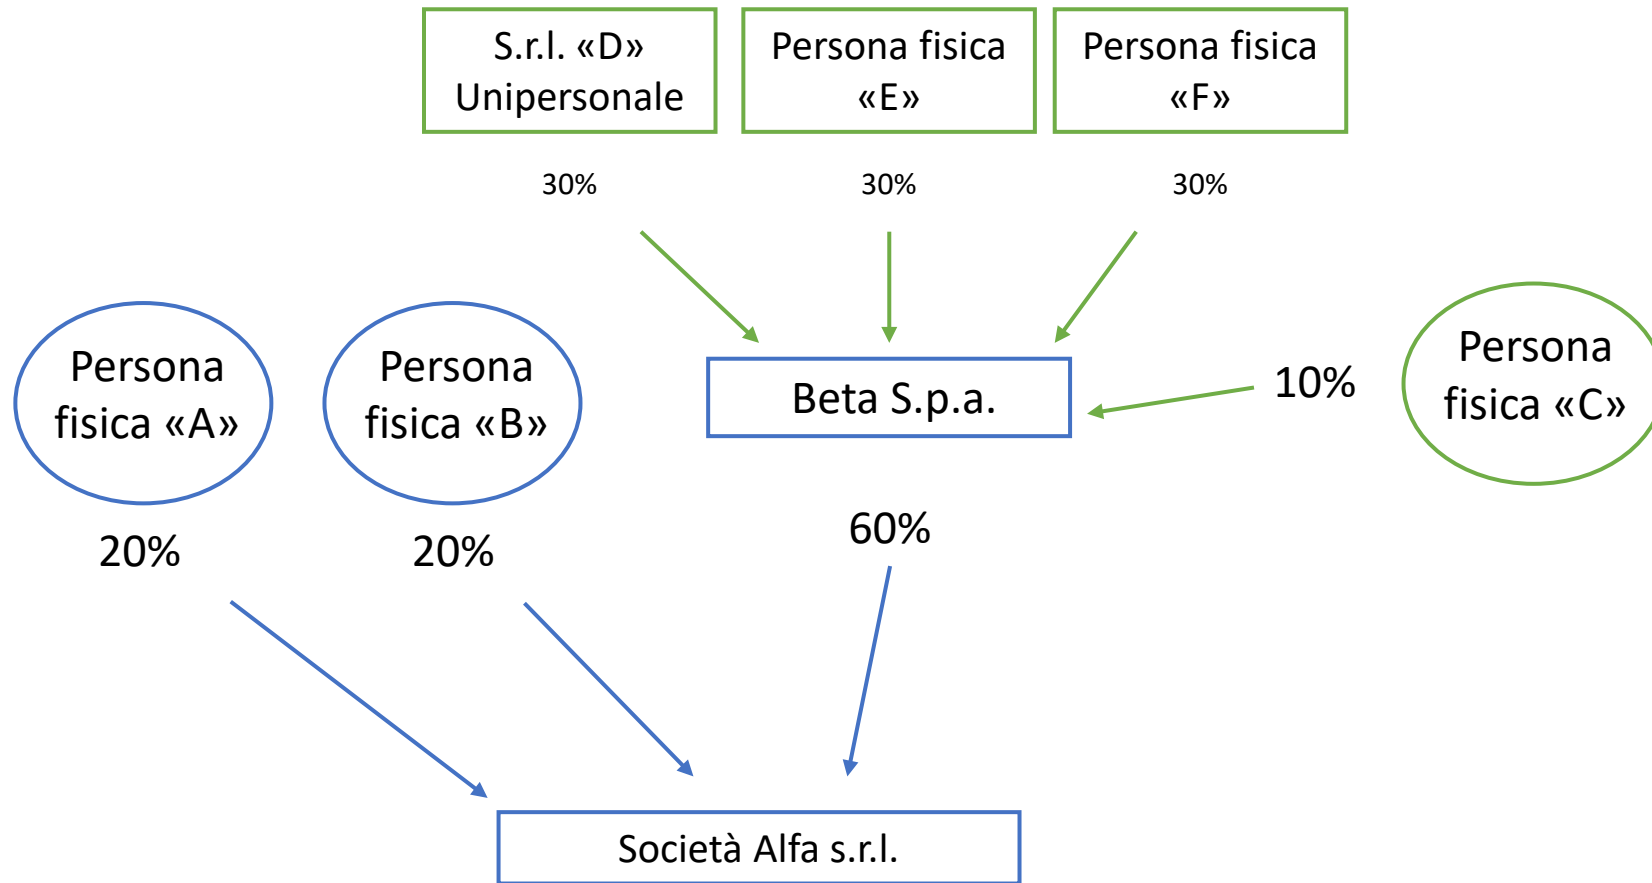 S.r.l. «D»
Unipersonale
Persona fisica
«E»
Persona fisica
«F»
30%
30%
30%
Persona
fisica «A»
Persona
fisica «B»
Beta S.p.a.
10%
Persona
fisica «C»
20%
20%
60%
Società Alfa s.r.l.